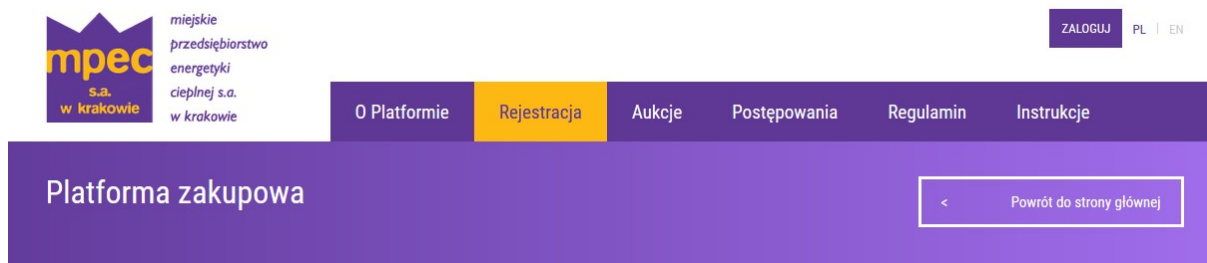 mpec
s.a.
w krakowie
miejskie
przedsiębiorstwo
energetyki
cieplnej s.a.
w krakowie
ZALOGUJ PL | EN
O Platformie Rejestracja Aukcje Postępowania Regulamin Instrukcje
Platforma zakupowa
< Powrót do strony głównej